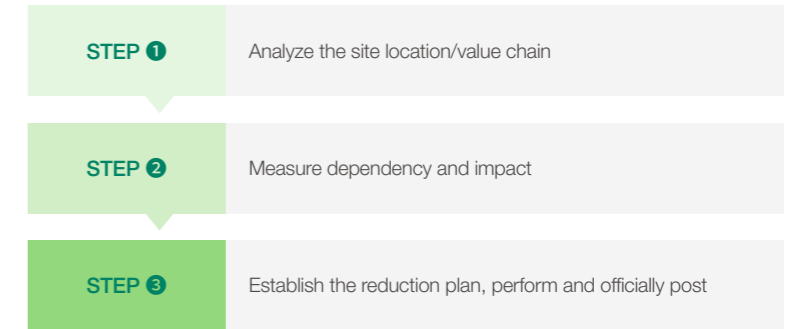 STEP ❶ Analyze the site location/value chain
STEP ❷ Measure dependency and impact
STEP ❸ Establish the reduction plan, perform and officially post